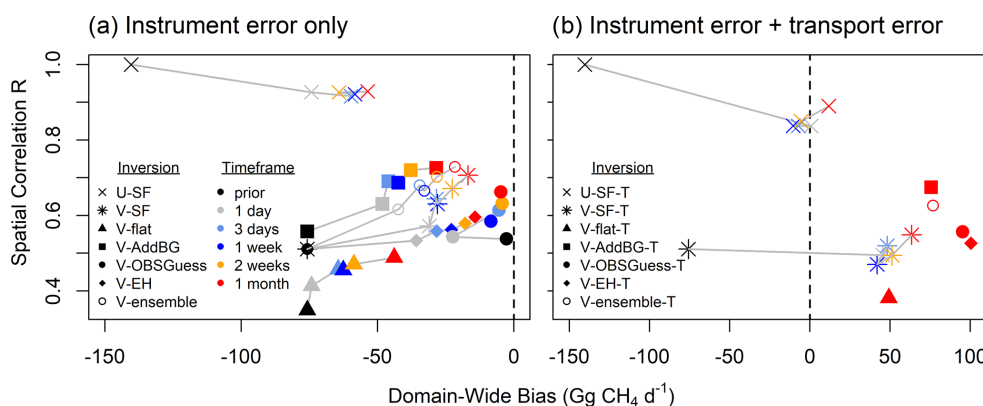 (a) Instrument error only
(b) Instrument error + transport error
Spatial Correlation R
1.0
0.8
0.6
0.4
Inversion
U-SF
V-SF
V-flat
V-AddBG
V-OBSGuess
V-EH
V-ensemble
Timeframe
prior
1 day
3 days
1 week
2 weeks
1 month
Inversion
U-SF-T
V-SF-T
V-flat-T
V-AddBG-T
V-OBSGuess-T
V-EH-T
V-ensemble-T
-150 -100 -50 0
-150 -100 -50 0 50 100
Domain-Wide Bias (Gg CH₄ d⁻¹)